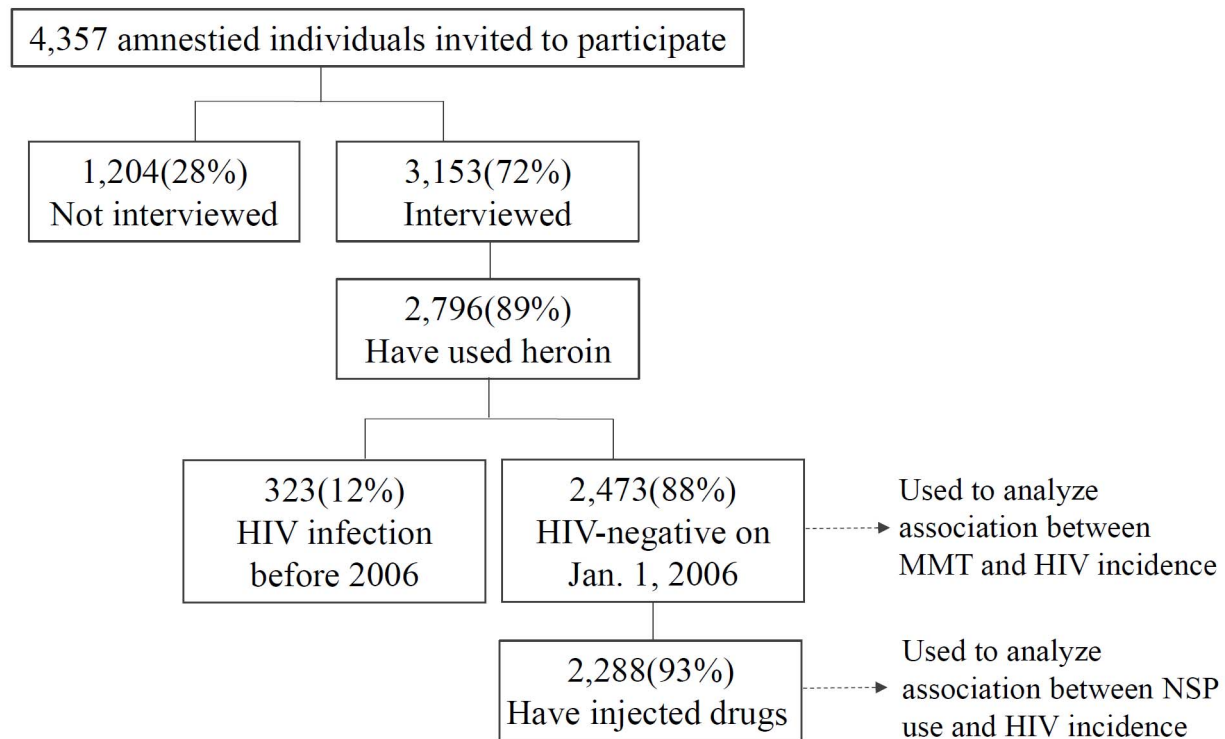 4,357 amnestied individuals invited to participate
1,204(28%)
Not interviewed
3,153(72%)
Interviewed
2,796(89%)
Have used heroin
323(12%)
HIV infection
before 2006
2,473(88%)
HIV-negative on
Jan. 1, 2006
Used to analyze
association between
MMT and HIV incidence
2,288(93%)
Have injected drugs
Used to analyze
association between NSP
use and HIV incidence